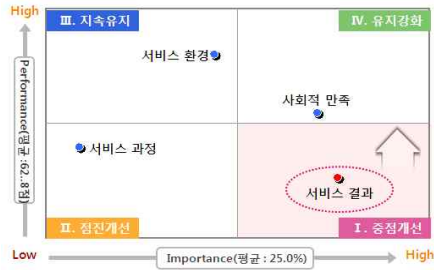 High
Ⅲ. 지속유지
Ⅳ. 유지강화
서비스 환경
사회적 만족
Performance(평균 :62..8점)
서비스 과정
서비스 결과
Ⅱ. 점진개선
Ⅰ. 중점개선
Low
Importance(평균 : 25.0%)
High